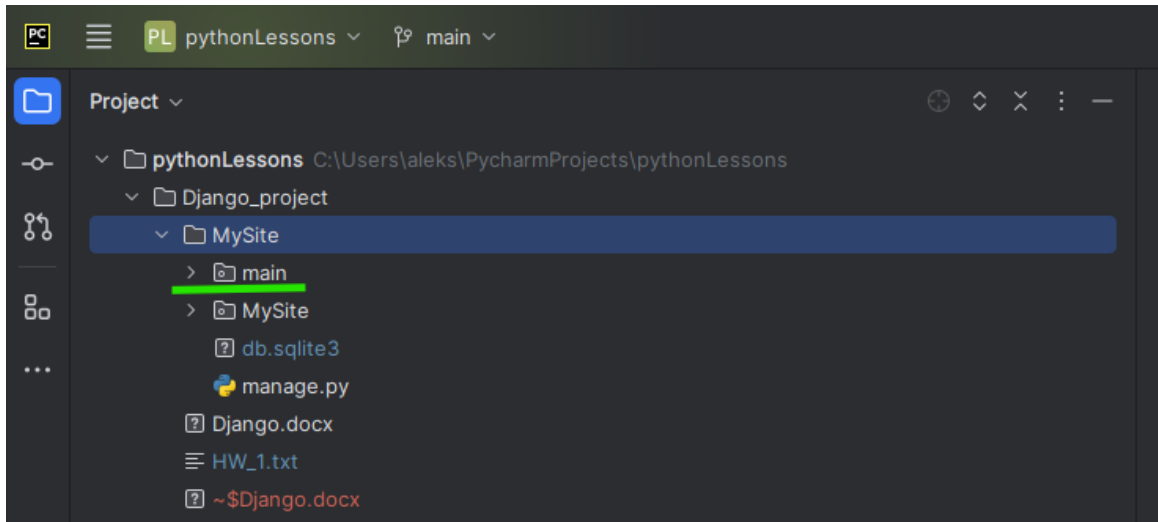 PC PL pythonLessons main
Project
pythonLessons C:\Users\aleks\PycharmProjects\pythonLessons
Django_project
MySite
main
MySite
? db.sqlite3
manage.py
? Django.docx
HW_1.txt
? ~$Django.docx